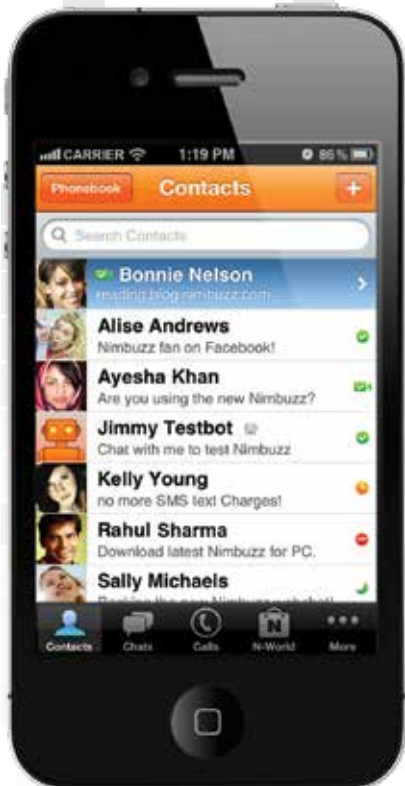 CARRIER 1:19 PM 86%
Phonebook Contacts +
Search Contacts
Bonnie Nelson
reading blog.nimbuzz.com
Alise Andrews
Nimbuzz fan on Facebook!
Ayesha Khan
Are you using the new Nimbuzz?
Jimmy Testbot
Chat with me to test Nimbuzz
Kelly Young
no more SMS text Charges!
Rahul Sharma
Download latest Nimbuzz for PC.
Sally Michaels
N
Contacts Chats Calls N-World More